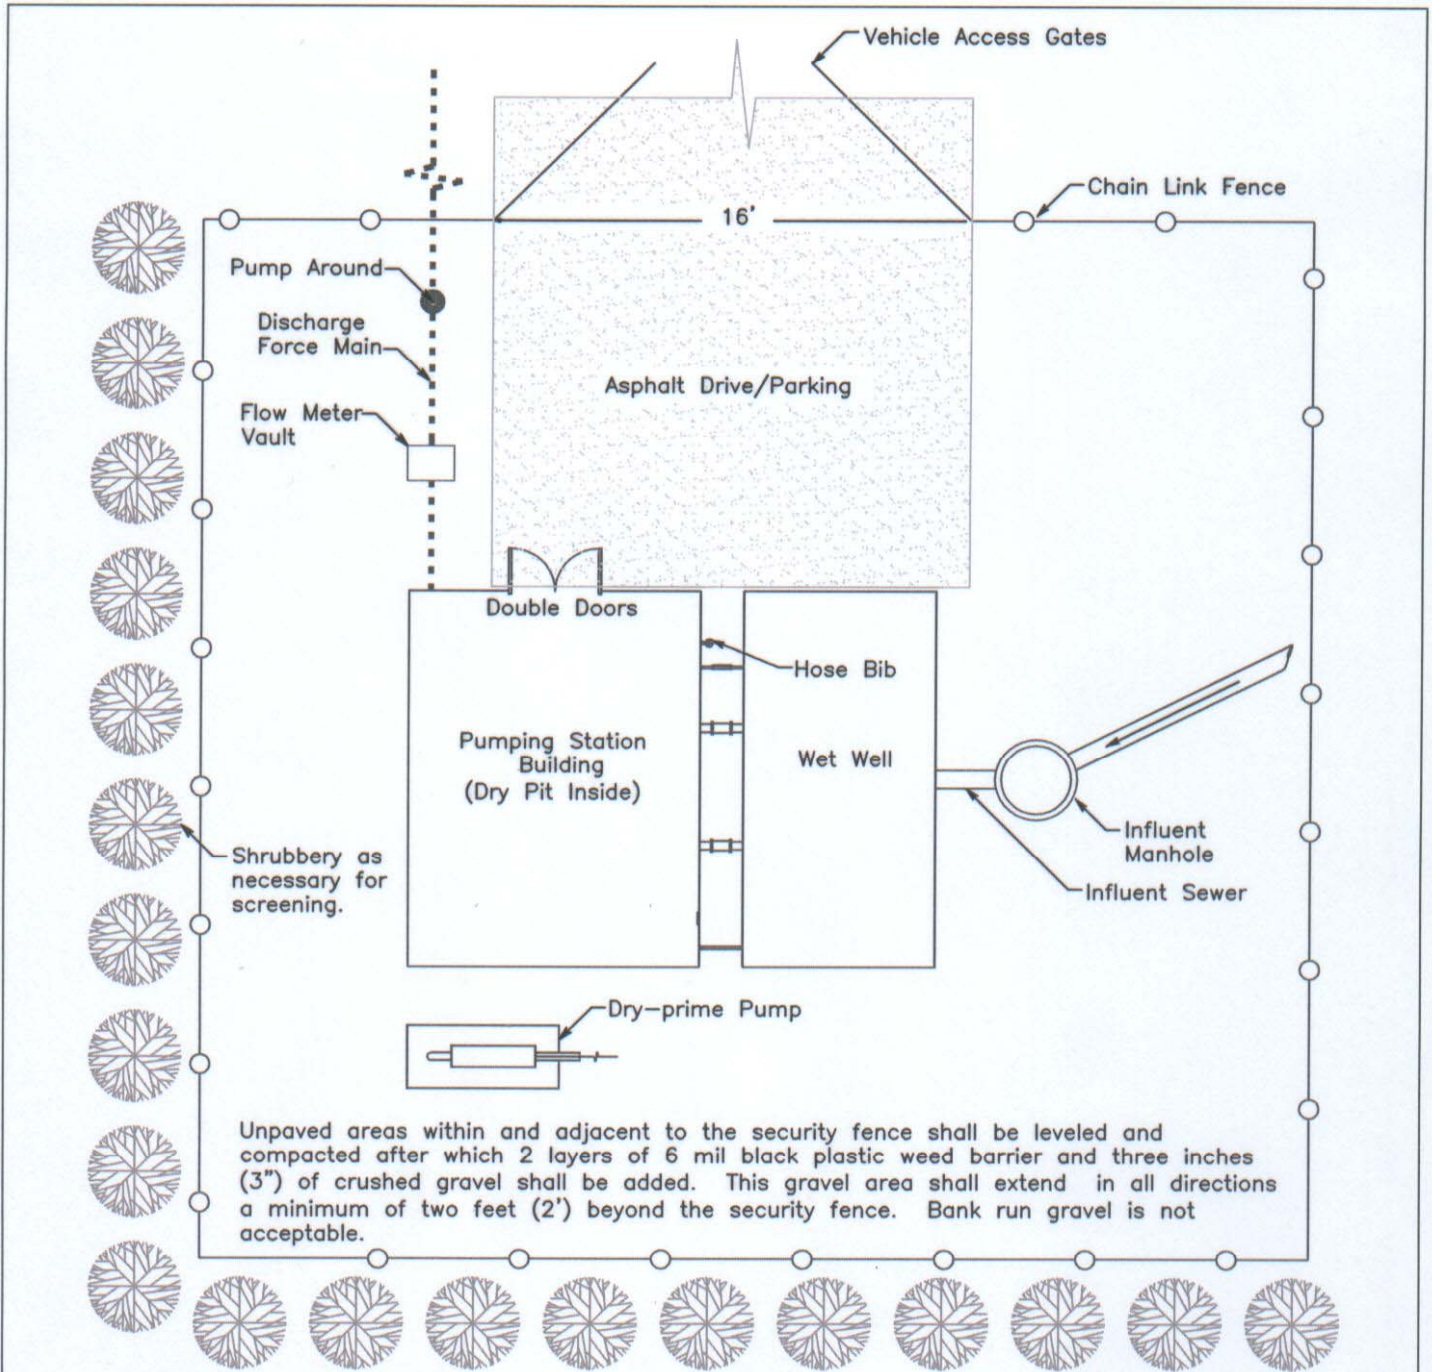 Vehicle Access Gates
Chain Link Fence
16'
Pump Around
Discharge
Force Main
Asphalt Drive/Parking
Flow Meter
Vault
Double Doors
Hose Bib
Pumping Station
Building
(Dry Pit Inside)
Wet Well
Influent
Manhole
Shrubbery as
necessary for
screening.
Influent Sewer
Dry-prime Pump
Unpaved areas within and adjacent to the security fence shall be leveled and
compacted after which 2 layers of 6 mil black plastic weed barrier and three inches
(3") of crushed gravel shall be added. This gravel area shall extend in all directions
a minimum of two feet (2') beyond the security fence. Bank run gravel is not
acceptable.